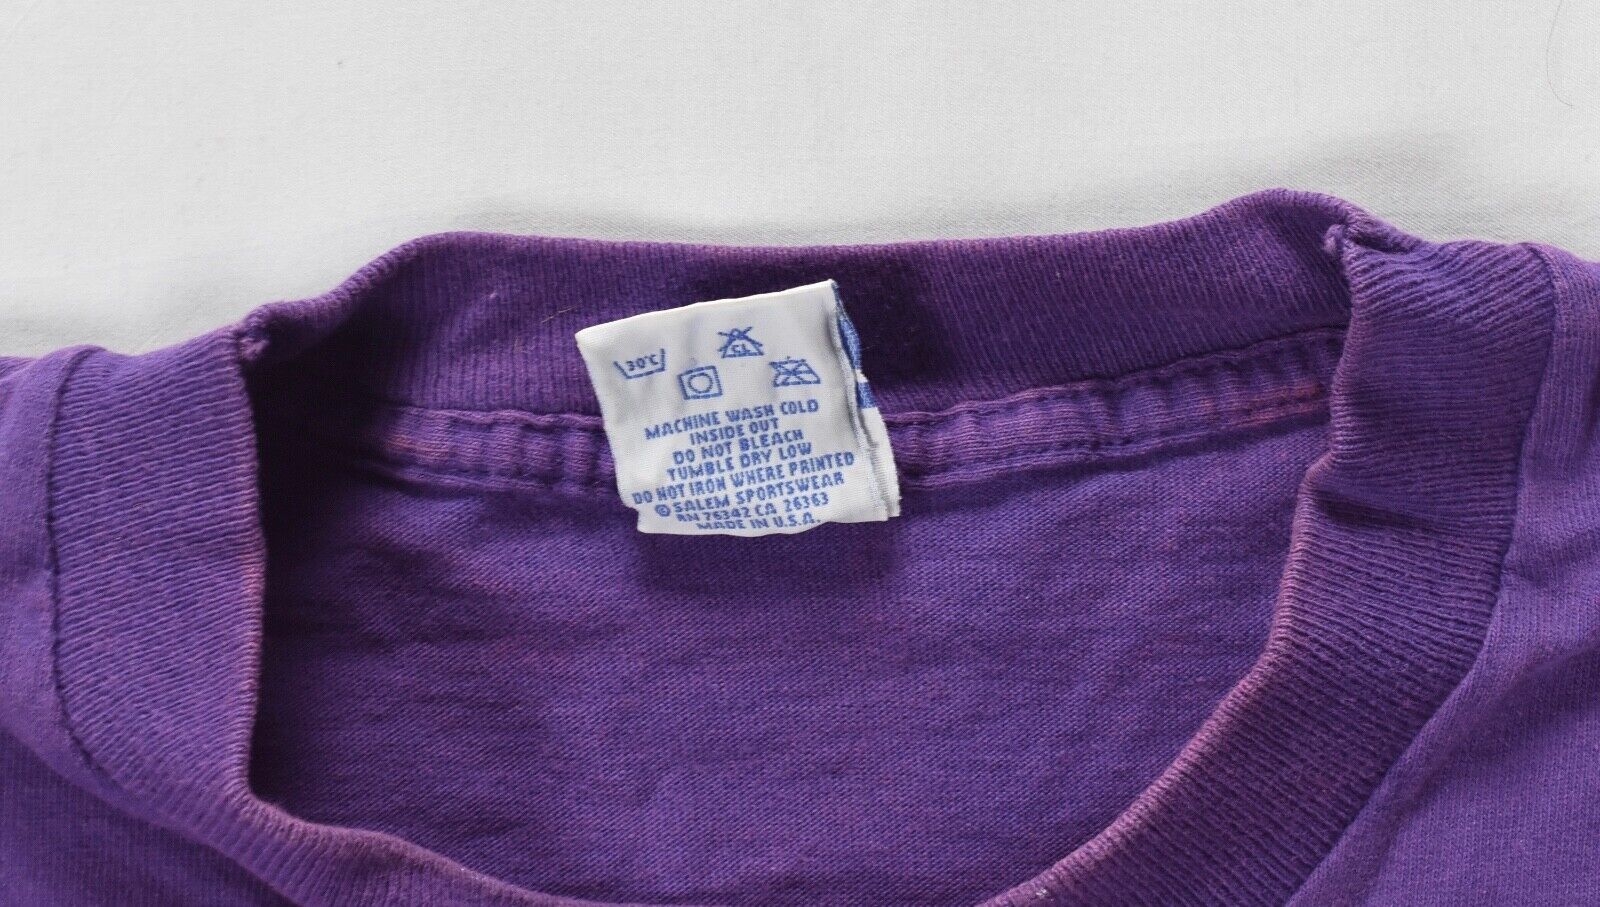 30°C
CL
MACHINE WASH COLD
INSIDE OUT
DO NOT BLEACH
TUMBLE DRY LOW
DO NOT IRON WHERE PRINTED
© SALEM SPORTSWEAR
RN 76342 CA 26363
MADE IN U.S.A.